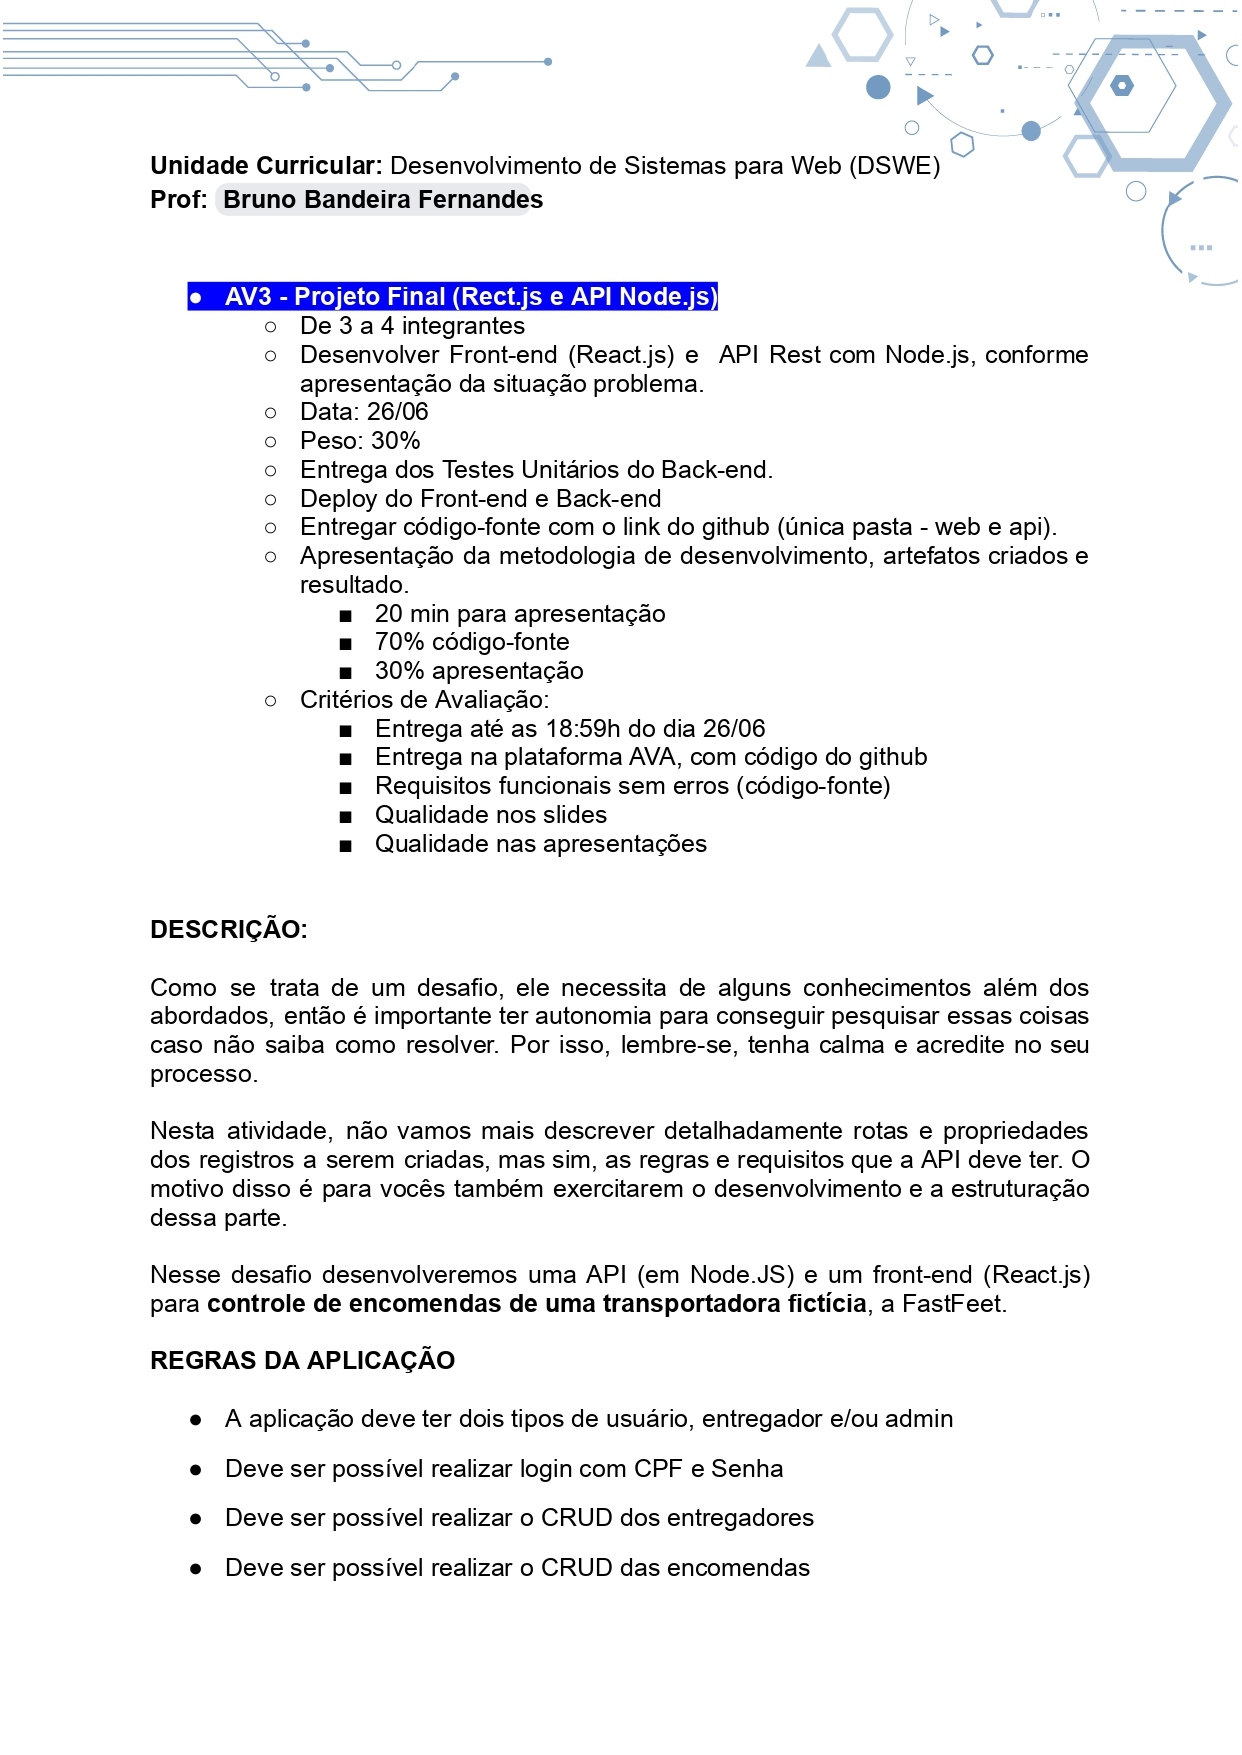 Unidade Curricular: Desenvolvimento de Sistemas para Web (DSWE)
Prof: Bruno Bandeira Fernandes
● AV3 - Projeto Final (Rect.js e API Node.js)
○ De 3 a 4 integrantes
○ Desenvolver Front-end (React.js) e API Rest com Node.js, conforme
apresentação da situação problema.
○ Data: 26/06
○ Peso: 30%
○ Entrega dos Testes Unitários do Back-end.
○ Deploy do Front-end e Back-end
○ Entregar código-fonte com o link do github (única pasta - web e api).
○ Apresentação da metodologia de desenvolvimento, artefatos criados e
resultado.
■ 20 min para apresentação
■ 70% código-fonte
■ 30% apresentação
○ Critérios de Avaliação:
■ Entrega até as 18:59h do dia 26/06
■ Entrega na plataforma AVA, com código do github
■ Requisitos funcionais sem erros (código-fonte)
■ Qualidade nos slides
■ Qualidade nas apresentações
DESCRIÇÃO:
Como se trata de um desafio, ele necessita de alguns conhecimentos além dos
abordados, então é importante ter autonomia para conseguir pesquisar essas coisas
caso não saiba como resolver. Por isso, lembre-se, tenha calma e acredite no seu
processo.
Nesta atividade, não vamos mais descrever detalhadamente rotas e propriedades
dos registros a serem criadas, mas sim, as regras e requisitos que a API deve ter. O
motivo disso é para vocês também exercitarem o desenvolvimento e a estruturação
dessa parte.
Nesse desafio desenvolveremos uma API (em Node.JS) e um front-end (React.js)
para controle de encomendas de uma transportadora fictícia, a FastFeet.
REGRAS DA APLICAÇÃO
● A aplicação deve ter dois tipos de usuário, entregador e/ou admin
● Deve ser possível realizar login com CPF e Senha
● Deve ser possível realizar o CRUD dos entregadores
● Deve ser possível realizar o CRUD das encomendas